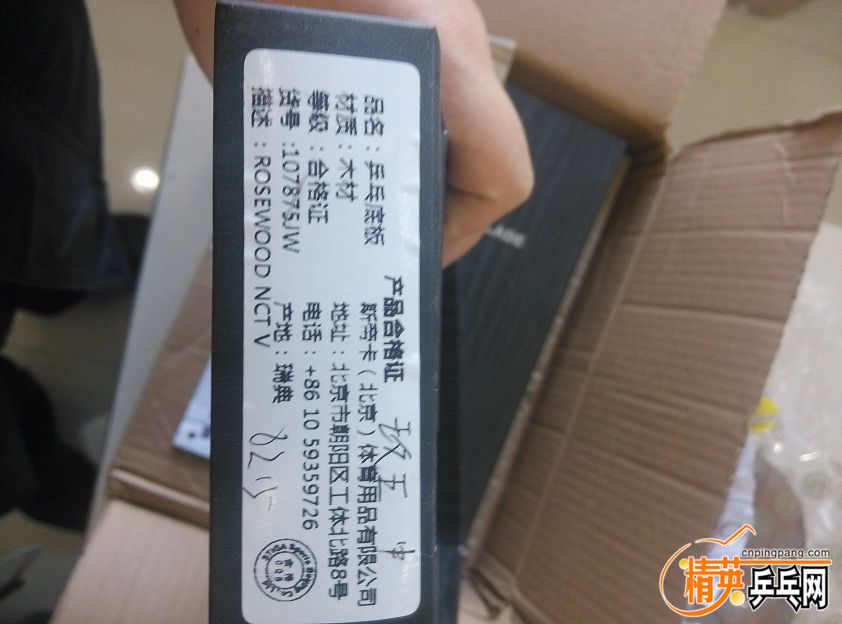 产品合格证
品名：乒乓底板
材质：木材
等级：合格证
货号:107875JW
描述：ROSEWOOD NCT V
斯帝卡（北京）体育用品有限公司
地址：北京市朝阳区工体北路8号
电话：+86 10 59359726
产地：瑞典
LADE
cnpingpang.com
精英乒乓网